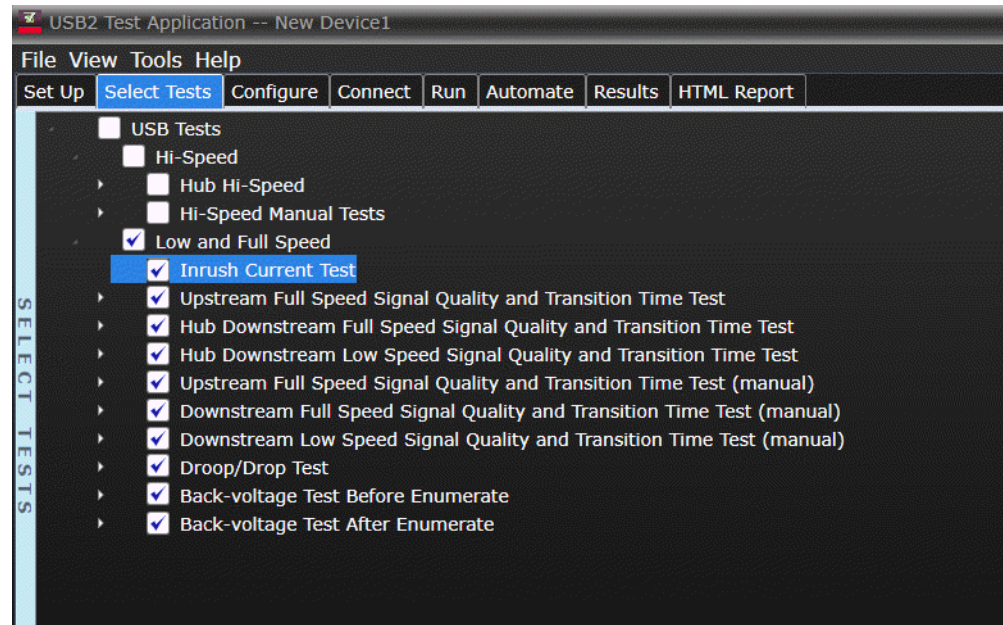 USB2 Test Application -- New Device1
File View Tools Help
Set Up Select Tests Configure Connect Run Automate Results HTML Report
USB Tests
Hi-Speed
Hub Hi-Speed
Hi-Speed Manual Tests
Low and Full Speed
Inrush Current Test
Upstream Full Speed Signal Quality and Transition Time Test
Hub Downstream Full Speed Signal Quality and Transition Time Test
Hub Downstream Low Speed Signal Quality and Transition Time Test
Upstream Full Speed Signal Quality and Transition Time Test (manual)
Downstream Full Speed Signal Quality and Transition Time Test (manual)
Downstream Low Speed Signal Quality and Transition Time Test (manual)
Droop/Drop Test
Back-voltage Test Before Enumerate
Back-voltage Test After Enumerate
SELECT TESTS